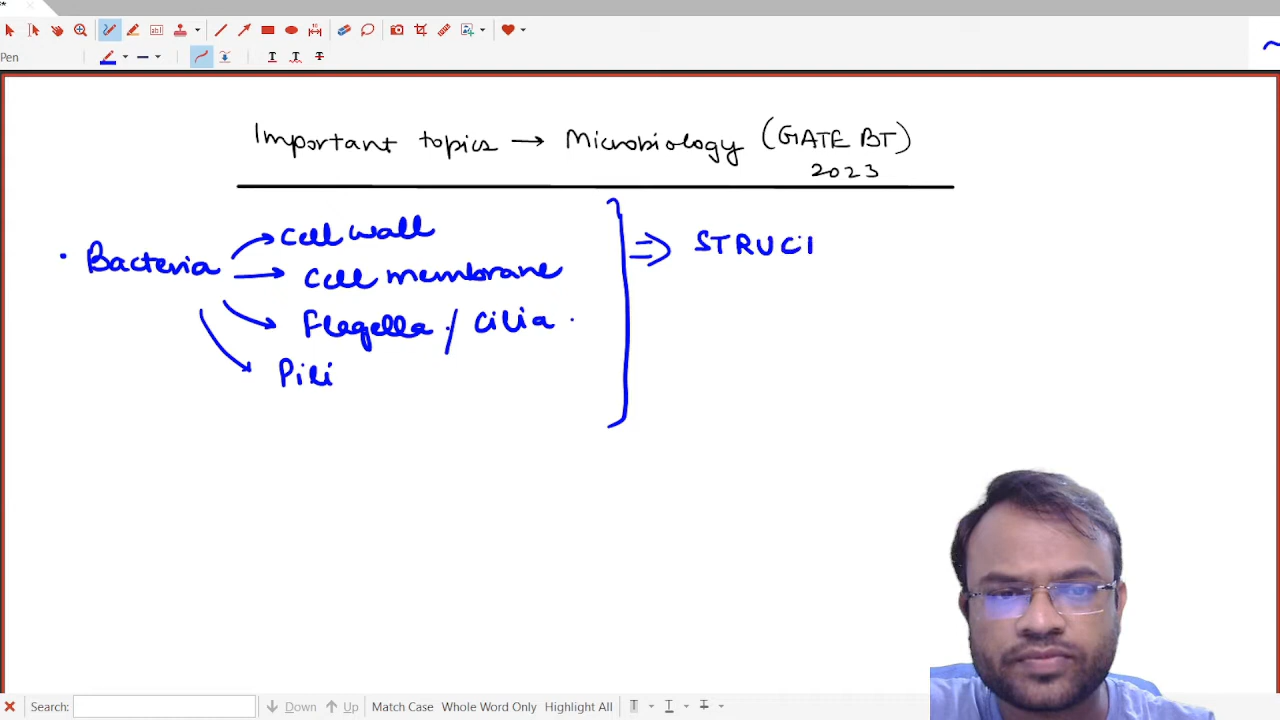 Pen
Important topics → Microbiology (GATE BT)
2023
• Bacteria
Cell wall
Cell membrane
Flagella / Cilia
Pili
⇒ STRUCT
Search:
Down
Up
Match Case
Whole Word Only
Highlight All